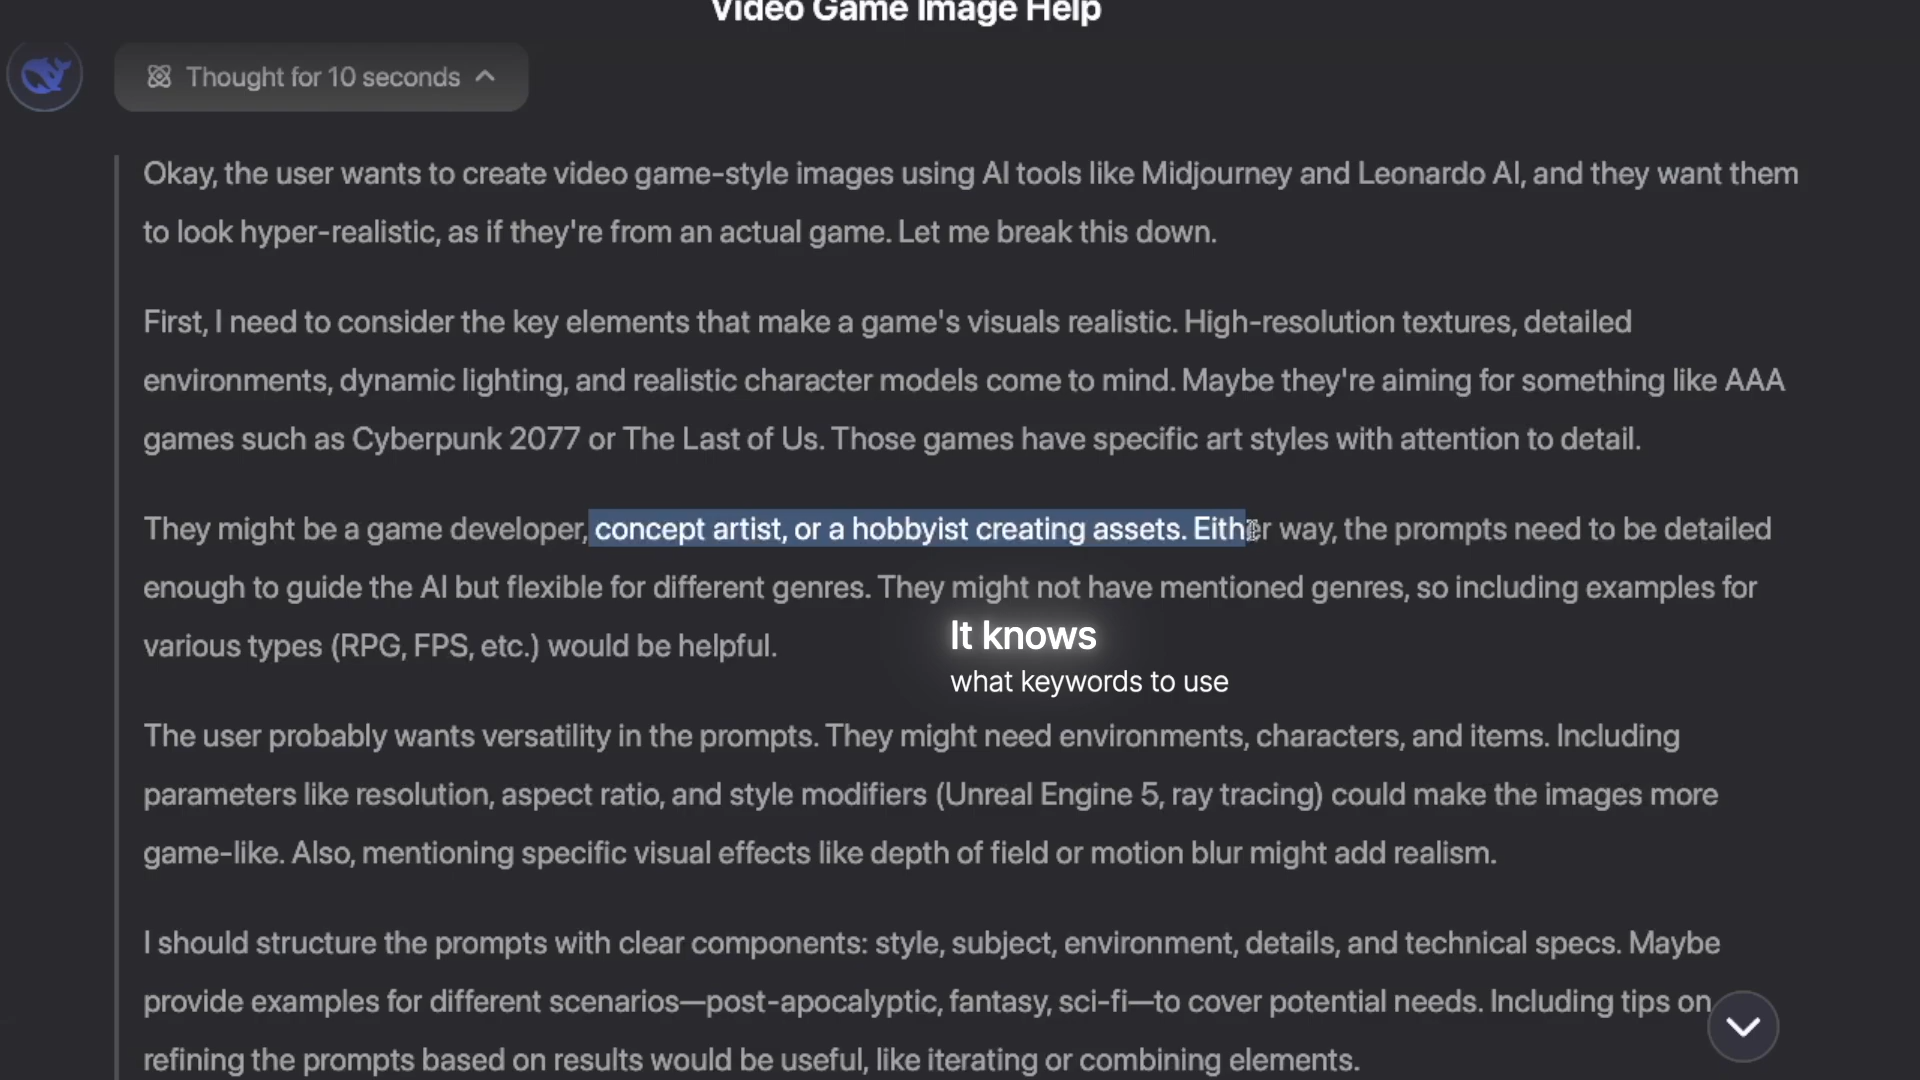 Video Game Image Help
Thought for 10 seconds
Okay, the user wants to create video game-style images using AI tools like Midjourney and Leonardo AI, and they want them
to look hyper-realistic, as if they're from an actual game. Let me break this down.
First, I need to consider the key elements that make a game's visuals realistic. High-resolution textures, detailed
environments, dynamic lighting, and realistic character models come to mind. Maybe they're aiming for something like AAA
games such as Cyberpunk 2077 or The Last of Us. Those games have specific art styles with attention to detail.
They might be a game developer, concept artist, or a hobbyist creating assets. Either way, the prompts need to be detailed
enough to guide the AI but flexible for different genres. They might not have mentioned genres, so including examples for
various types (RPG, FPS, etc.) would be helpful.
It knows
what keywords to use
The user probably wants versatility in the prompts. They might need environments, characters, and items. Including
parameters like resolution, aspect ratio, and style modifiers (Unreal Engine 5, ray tracing) could make the images more
game-like. Also, mentioning specific visual effects like depth of field or motion blur might add realism.
I should structure the prompts with clear components: style, subject, environment, details, and technical specs. Maybe
provide examples for different scenarios—post-apocalyptic, fantasy, sci-fi—to cover potential needs. Including tips on
refining the prompts based on results would be useful, like iterating or combining elements.